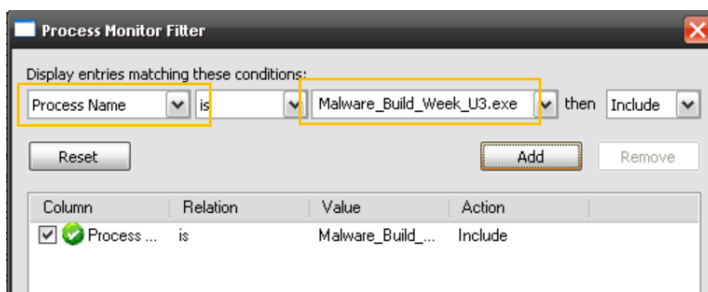 Process Monitor Filter
Display entries matching these conditions:
Process Name is Malware_Build_Week_U3.exe then Include
Reset Add Remove
Column Relation Value Action
Process ... is Malware_Build_... Include